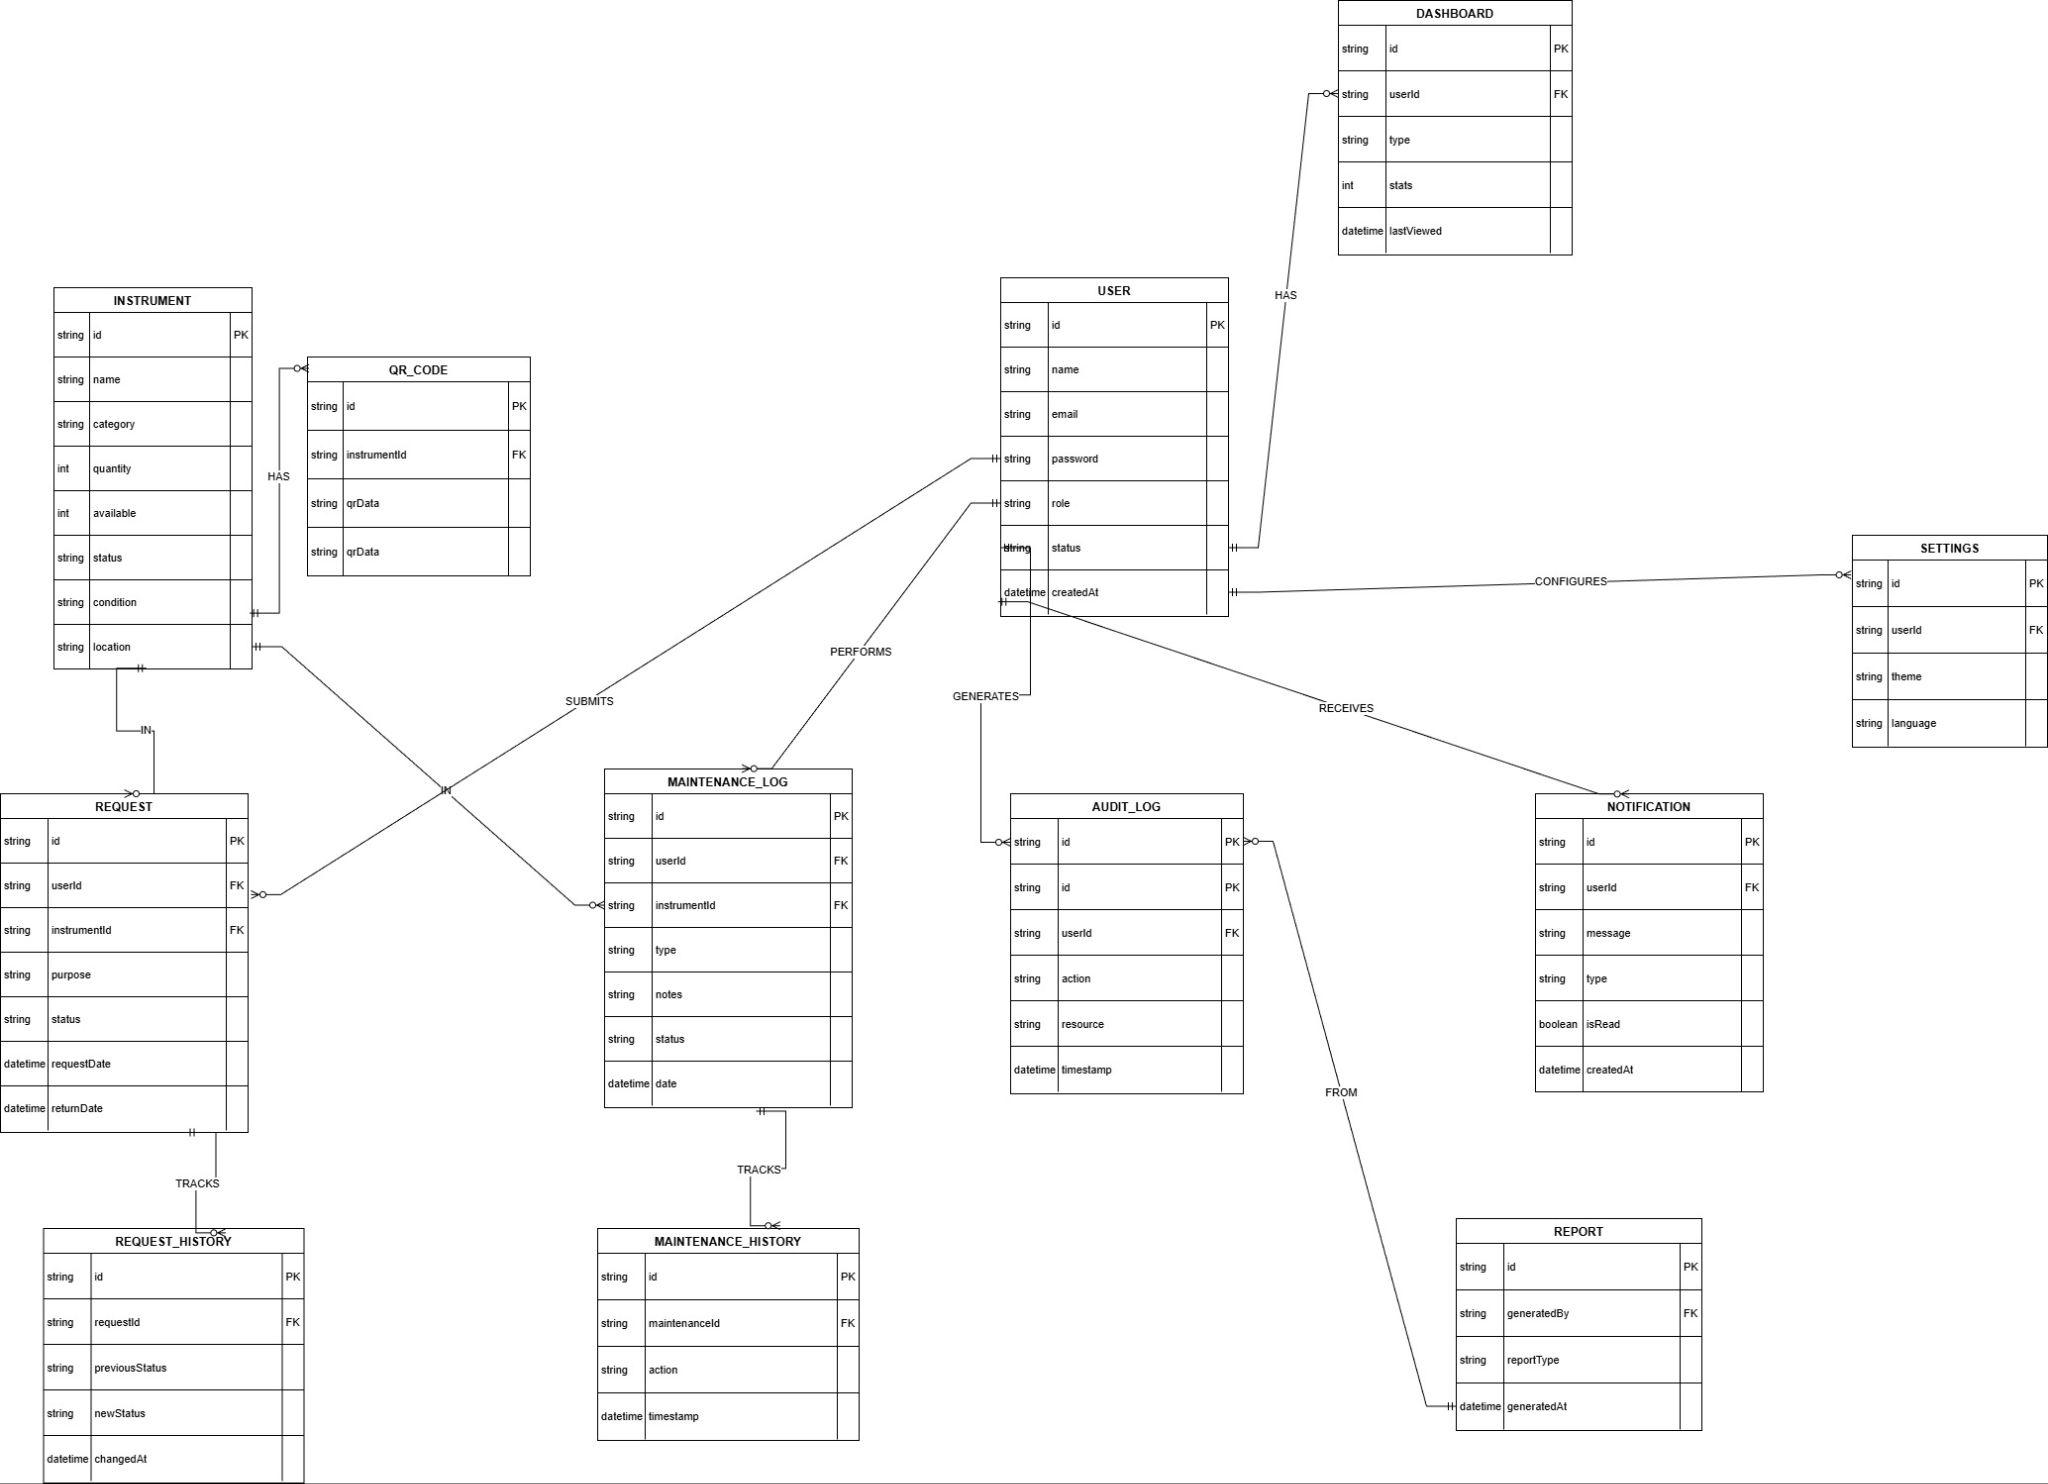 DASHBOARD
string id PK
string userId FK
string type
int stats
datetime lastViewed
HAS
INSTRUMENT
string id PK
string name
string category
int quantity
int available
string status
string condition
string location
HAS
QR_CODE
string id PK
string instrumentId FK
string qrData
string qrData
USER
string id PK
string name
string email
string password
string role
string status
datetime createdAt
SETTINGS
string id PK
string userId FK
string theme
string language
CONFIGURES
PERFORMS
SUBMITS
GENERATES
RECEIVES
IN
IN
REQUEST
string id PK
string userId FK
string instrumentId FK
string purpose
string status
datetime requestDate
datetime returnDate
MAINTENANCE_LOG
string id PK
string userId FK
string instrumentId FK
string type
string notes
string status
datetime date
AUDIT_LOG
string id PK
string id PK
string userId FK
string action
string resource
datetime timestamp
NOTIFICATION
string id PK
string userId FK
string message
string type
boolean isRead
datetime createdAt
FROM
TRACKS
TRACKS
REQUEST_HISTORY
string id PK
string requestId FK
string previousStatus
string newStatus
datetime changedAt
MAINTENANCE_HISTORY
string id PK
string maintenanceId FK
string action
datetime timestamp
REPORT
string id PK
string generatedBy FK
string reportType
datetime generatedAt